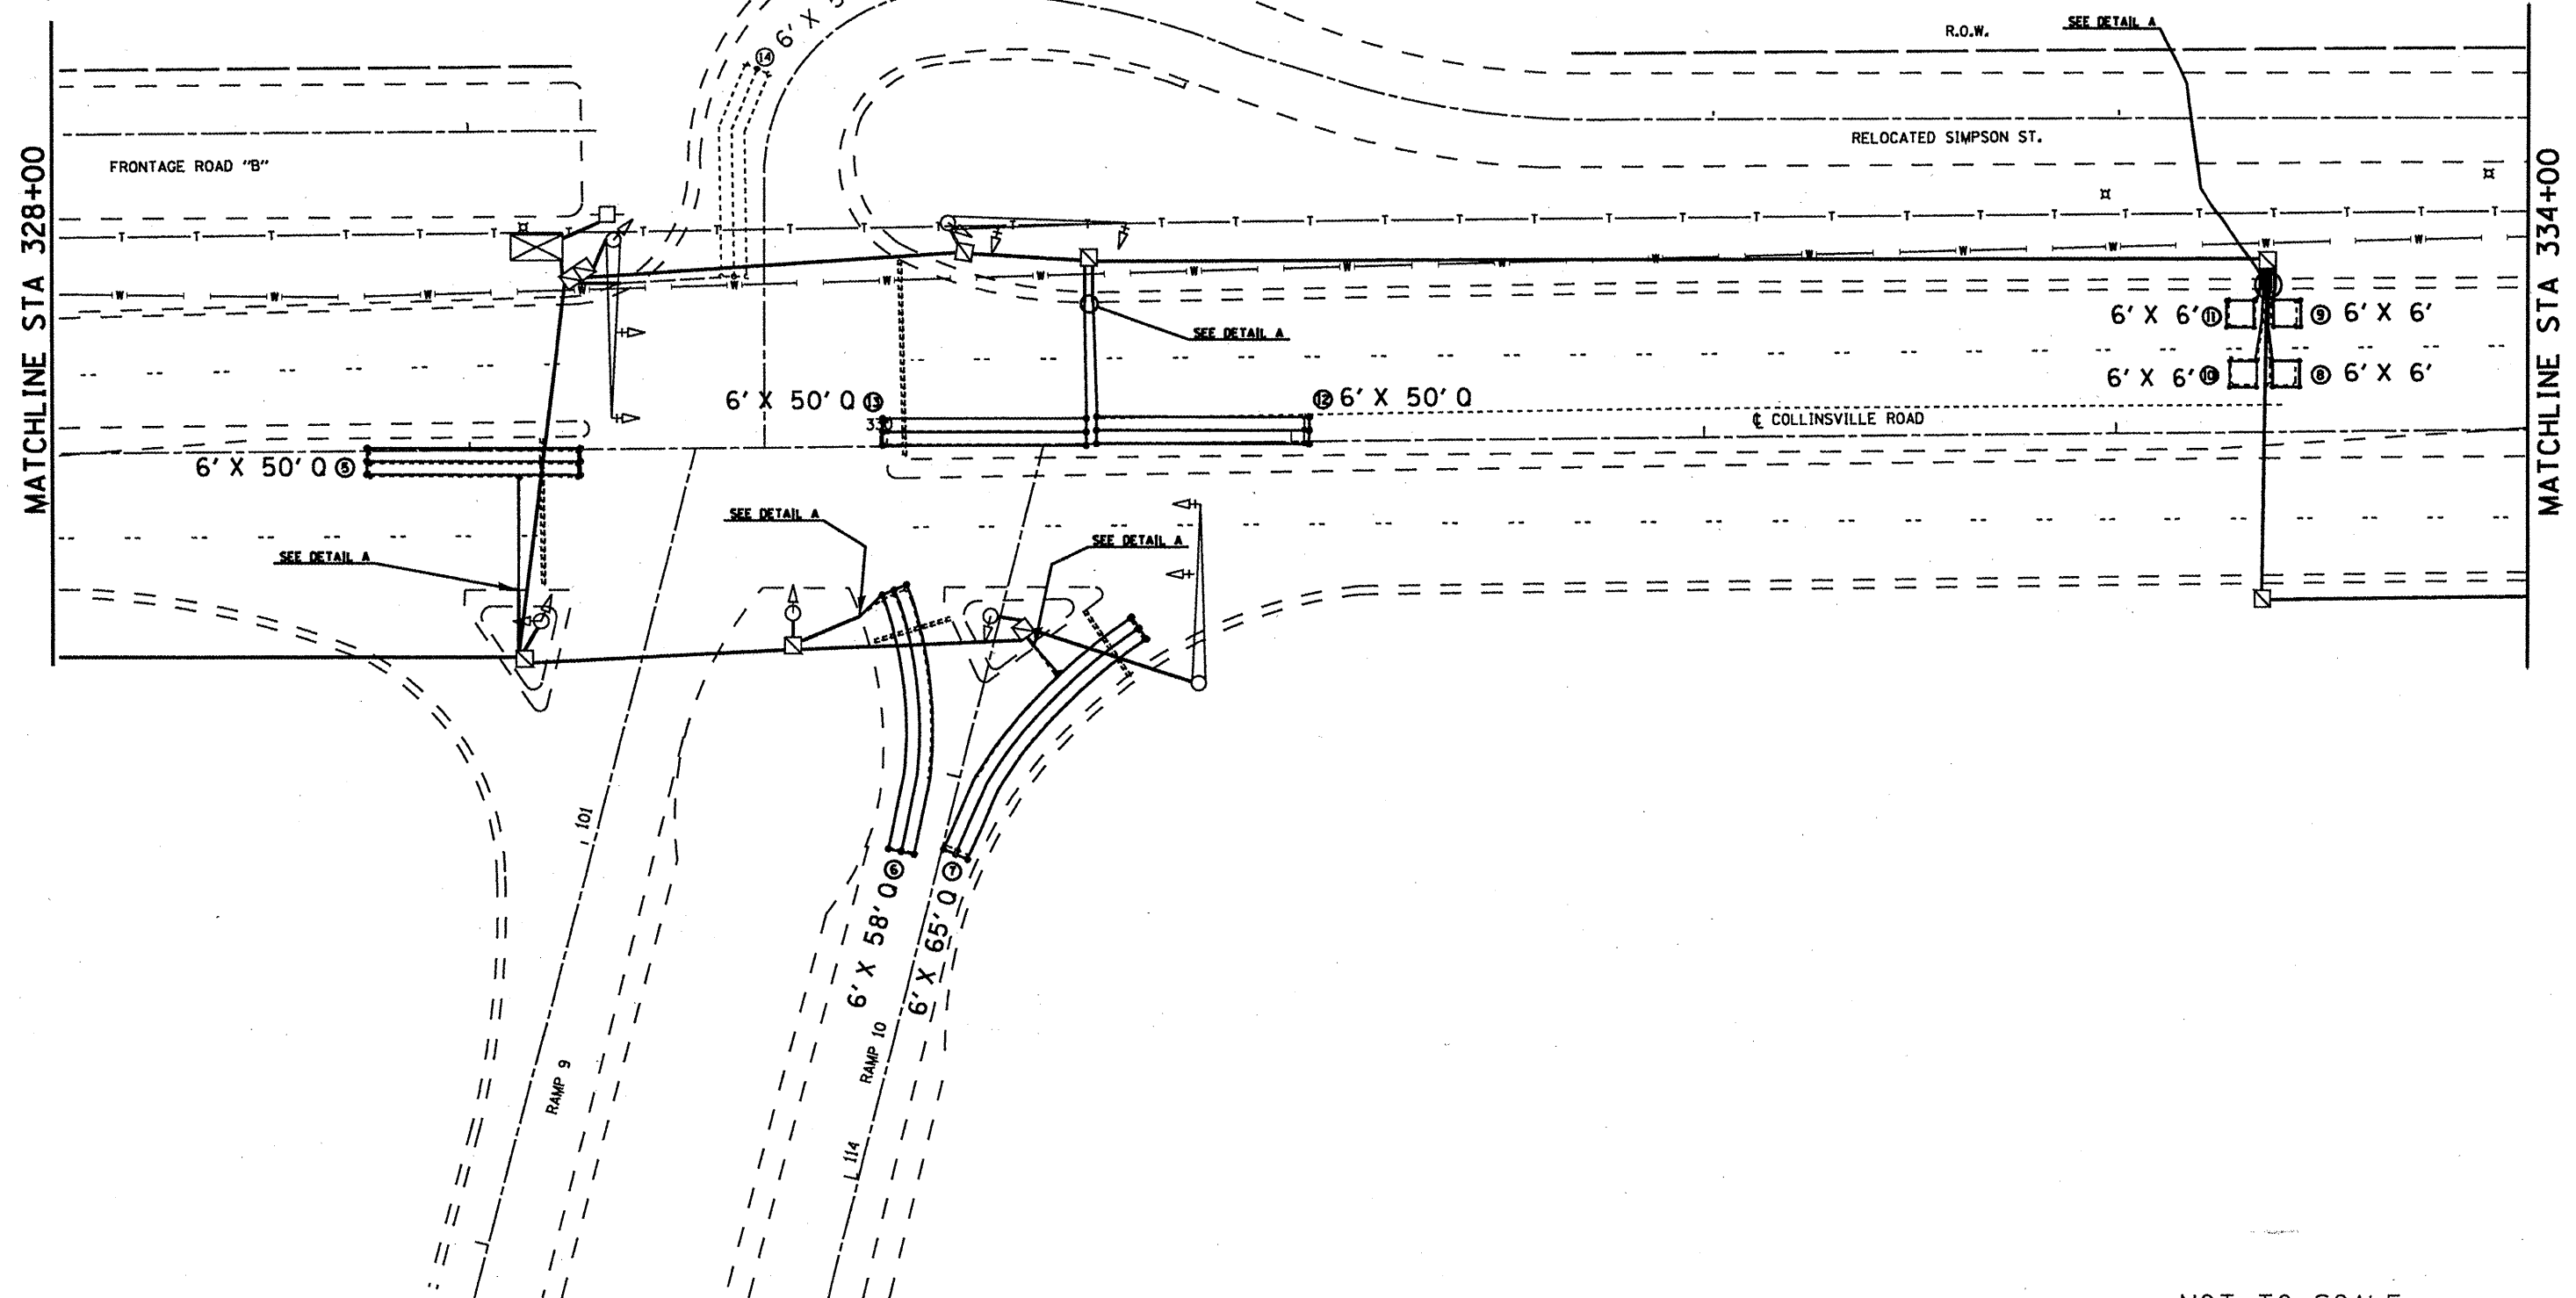 ⑭ 6' X 5
R.O.W.
SEE DETAIL A
RELOCATED SIMPSON ST.
FRONTAGE ROAD "B"
MATCHLINE STA 328+00
MATCHLINE STA 334+00
SEE DETAIL A
6' X 6' ⑪
⑨ 6' X 6'
6' X 6' ⑩
⑧ 6' X 6'
6' X 50' Q ⑬
⑫ 6' X 50' Q
℄ COLLINSVILLE ROAD
6' X 50' Q ⑤
SEE DETAIL A
SEE DETAIL A
SEE DETAIL A
101
6' X 58' Q ⑥
6' X 65' Q ⑦
RAMP 9
RAMP 10
114